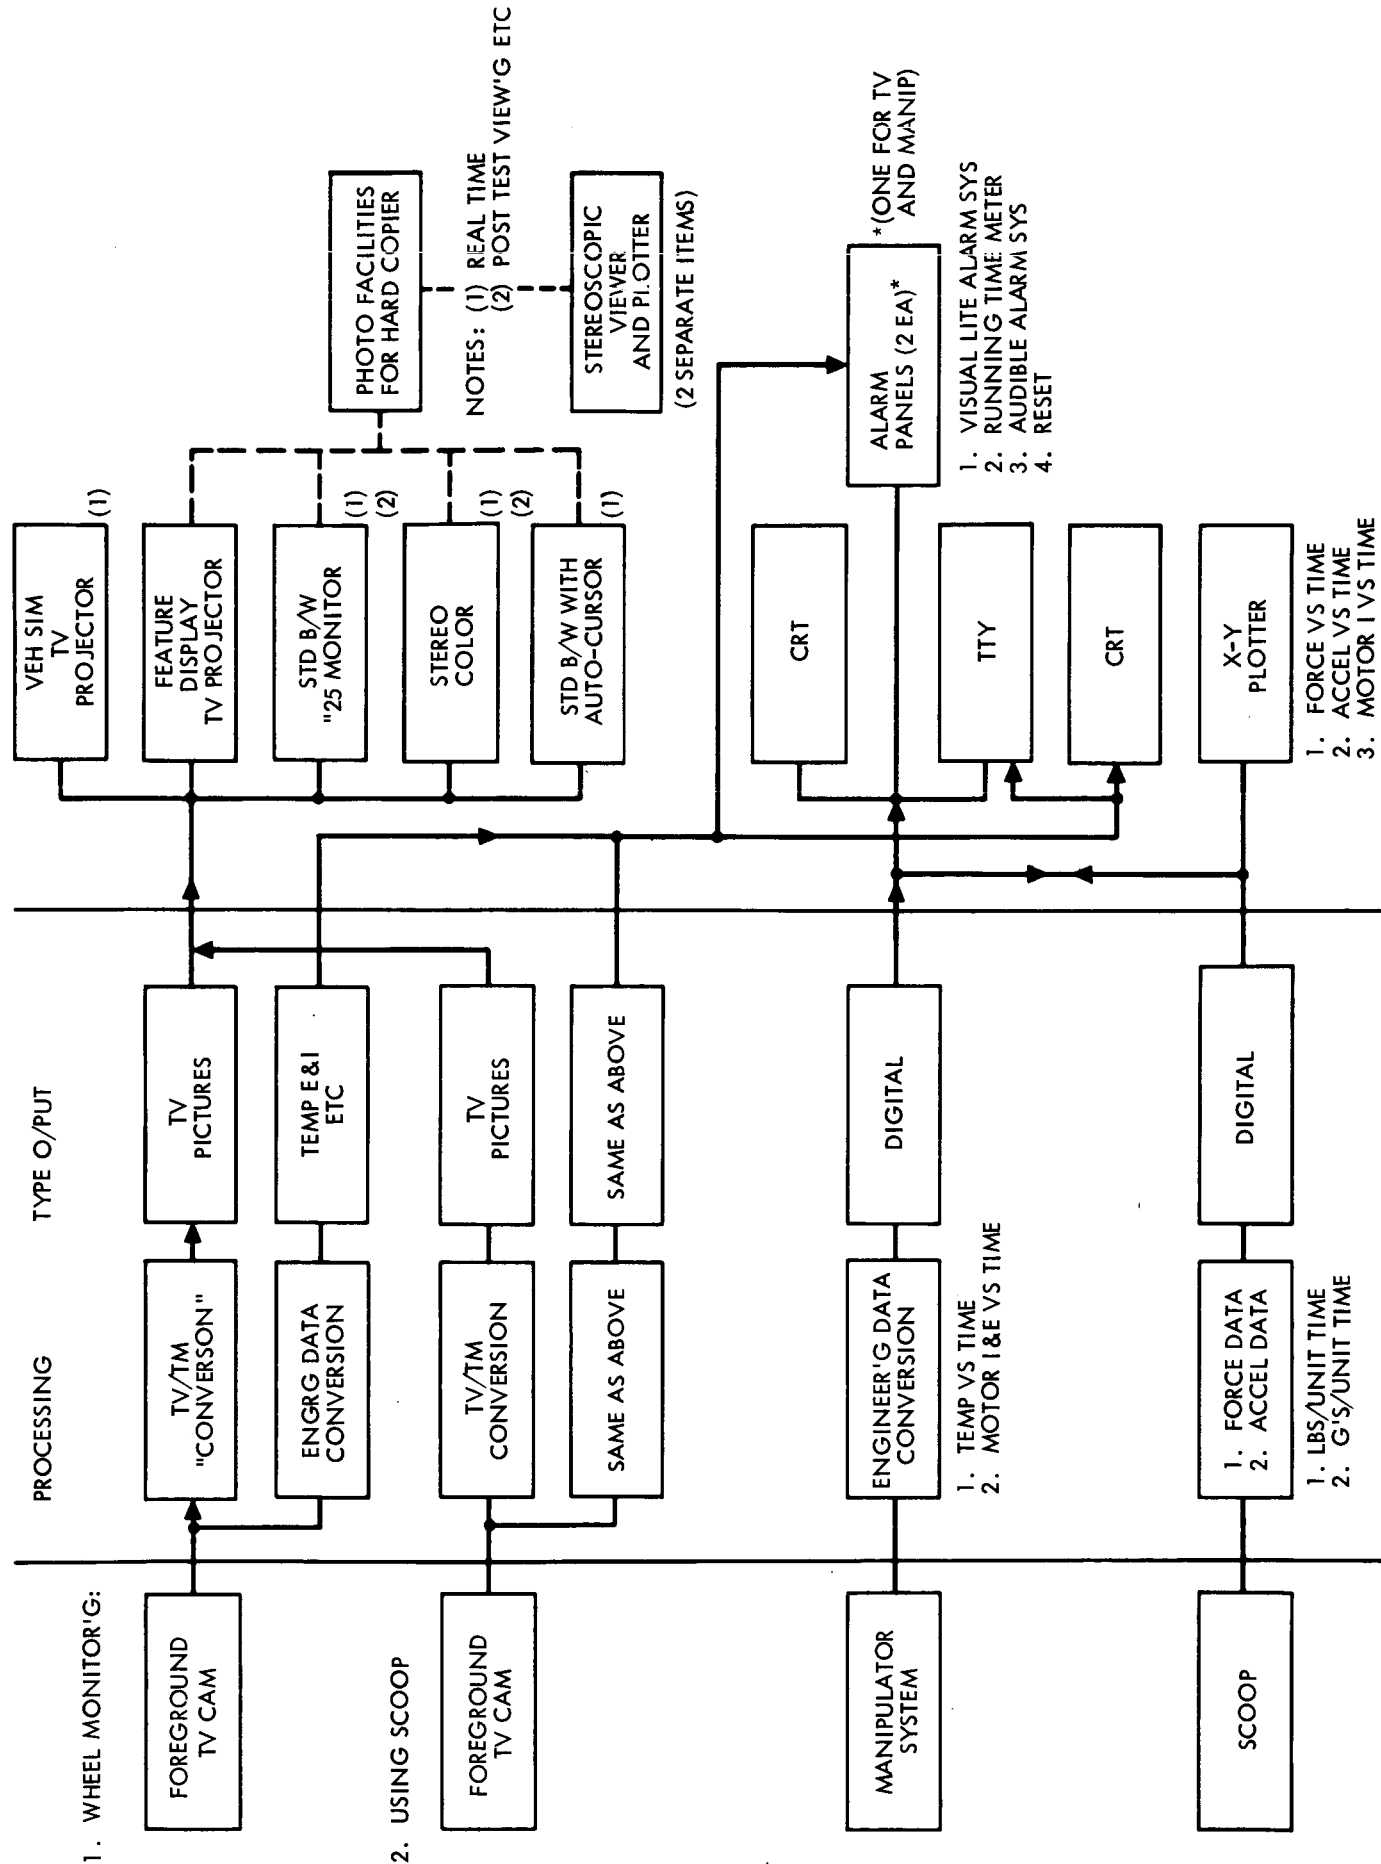 PROCESSING
TYPE O/PUT
1. WHEEL MONITOR'G:
FOREGROUND
TV CAM
TV/TM
"CONVERSON"
TV
PICTURES
ENGRG DATA
CONVERSION
TEMP E&I
ETC
2. USING SCOOP
FOREGROUND
TV CAM
TV/TM
CONVERSION
TV
PICTURES
SAME AS ABOVE
SAME AS ABOVE
MANIPULATOR
SYSTEM
ENGINEER'G DATA
CONVERSION
1. TEMP VS TIME
2. MOTOR I&E VS TIME
DIGITAL
SCOOP
1. FORCE DATA
2. ACCEL DATA
1. LBS/UNIT TIME
2. G'S/UNIT TIME
DIGITAL
VEH SIM
TV
PROJECTOR
(1)
FEATURE
DISPLAY
TV PROJECTOR
STD B/W
"25 MONITOR
(1)
(2)
STEREO
COLOR
(1)
(2)
STD B/W WITH
AUTO-CURSOR
(1)
PHOTO FACILITIES
FOR HARD COPIER
NOTES: (1) REAL TIME
(2) POST TEST VIEW'G ETC
STEREOSCOPIC
VIEWER
AND PLOTTER
(2 SEPARATE ITEMS)
CRT
ALARM
PANELS (2 EA)*
*(ONE FOR TV
AND MANIP)
1. VISUAL LITE ALARM SYS
2. RUNNING TIME METER
3. AUDIBLE ALARM SYS
4. RESET
TTY
CRT
X-Y
PLOTTER
1. FORCE VS TIME
2. ACCEL VS TIME
3. MOTOR I VS TIME